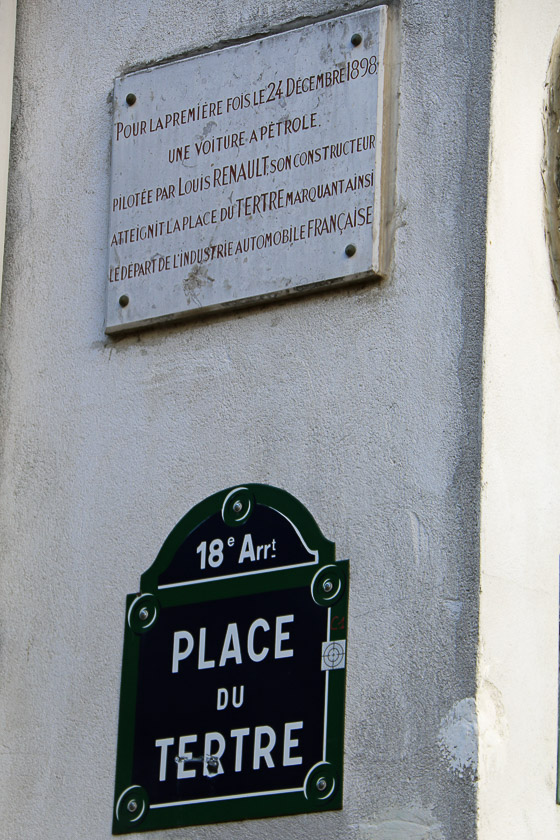 POUR LA PREMIÈRE FOIS LE 24 DÉCEMBRE 1898
UNE VOITURE A PÉTROLE.
PILOTÉE PAR LOUIS RENAULT SON CONSTRUCTEUR
ATTEIGNIT LA PLACE DU TERTRE MARQUANT AINSI
LE DÉPART DE L'INDUSTRIE AUTOMOBILE FRANÇAISE
18e Arrt
PLACE
DU
TERTRE